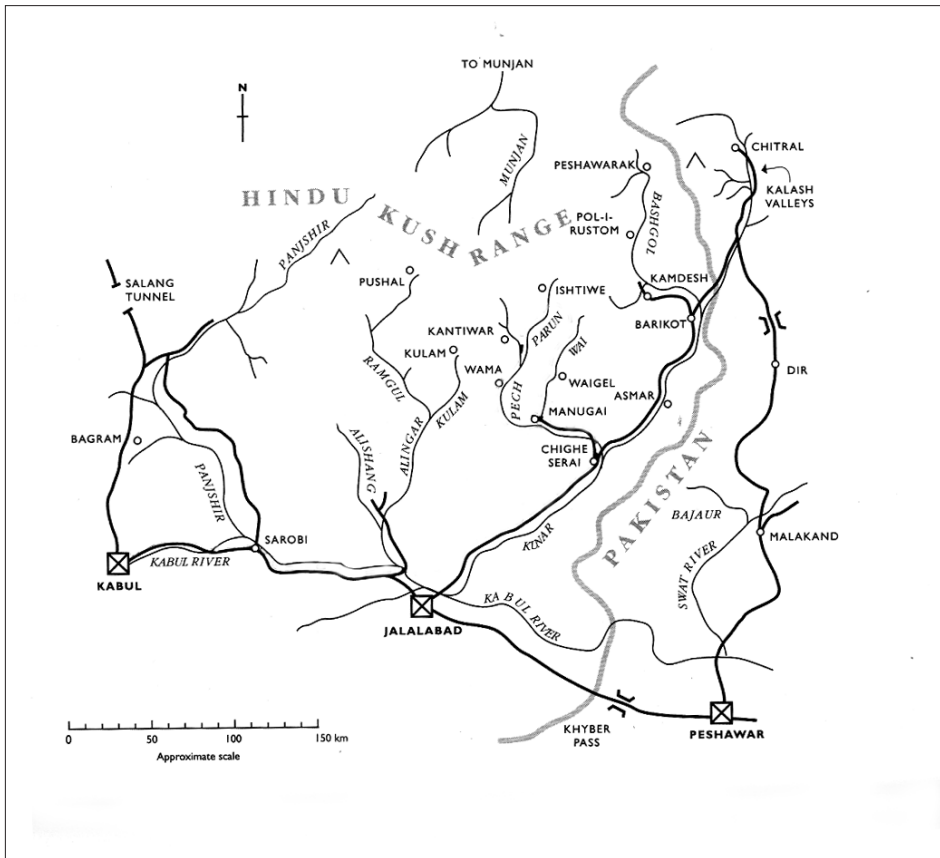 TO MUNJAN
N
CHITRAL
MUNJAN
PESHAWARAK
KALASH
VALLEYS
HINDU
KUSH RANGE
BASHGOL
POL-I-
RUSTOM
PANJSHIR
SALANG
TUNNEL
PUSHAL
KAMDESH
ISHTIWE
BARIKOT
KANTIWAR
PARUN
WAI
KULAM
RAMGUL
WAMA
PECH
WAIGEL
DIR
KULAM
ASMAR
MANUGAI
BAGRAM
ALISHANG
ALINGAR
CHIGHE
SERAI
PAKISTAN
PANJSHIR
BAJAUR
KUNAR
MALAKAND
SAROBI
KABUL RIVER
SWAT RIVER
KABUL
KABUL RIVER
JALALABAD
KHYBER
PASS
PESHAWAR
0 50 100 150 km
Approximate scale